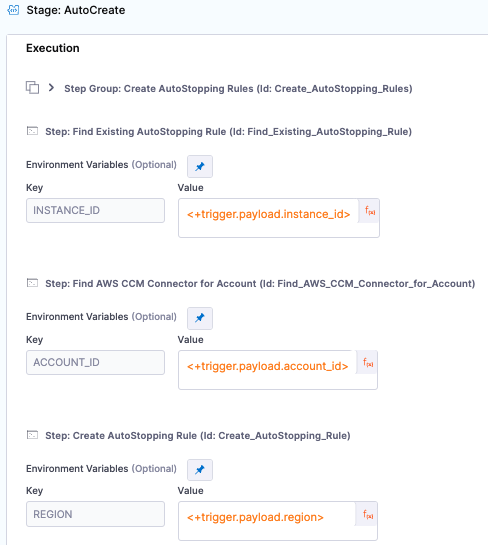 Stage: AutoCreate
Execution
Step Group: Create AutoStopping Rules (Id: Create_AutoStopping_Rules)
Step: Find Existing AutoStopping Rule (Id: Find_Existing_AutoStopping_Rule)
Environment Variables (Optional)
Key Value
INSTANCE_ID <+trigger.payload.instance_id> f(x)
Step: Find AWS CCM Connector for Account (Id: Find_AWS_CCM_Connector_for_Account)
Environment Variables (Optional)
Key Value
ACCOUNT_ID <+trigger.payload.account_id> f(x)
Step: Create AutoStopping Rule (Id: Create_AutoStopping_Rule)
Environment Variables (Optional)
Key Value
REGION <+trigger.payload.region> f(x)